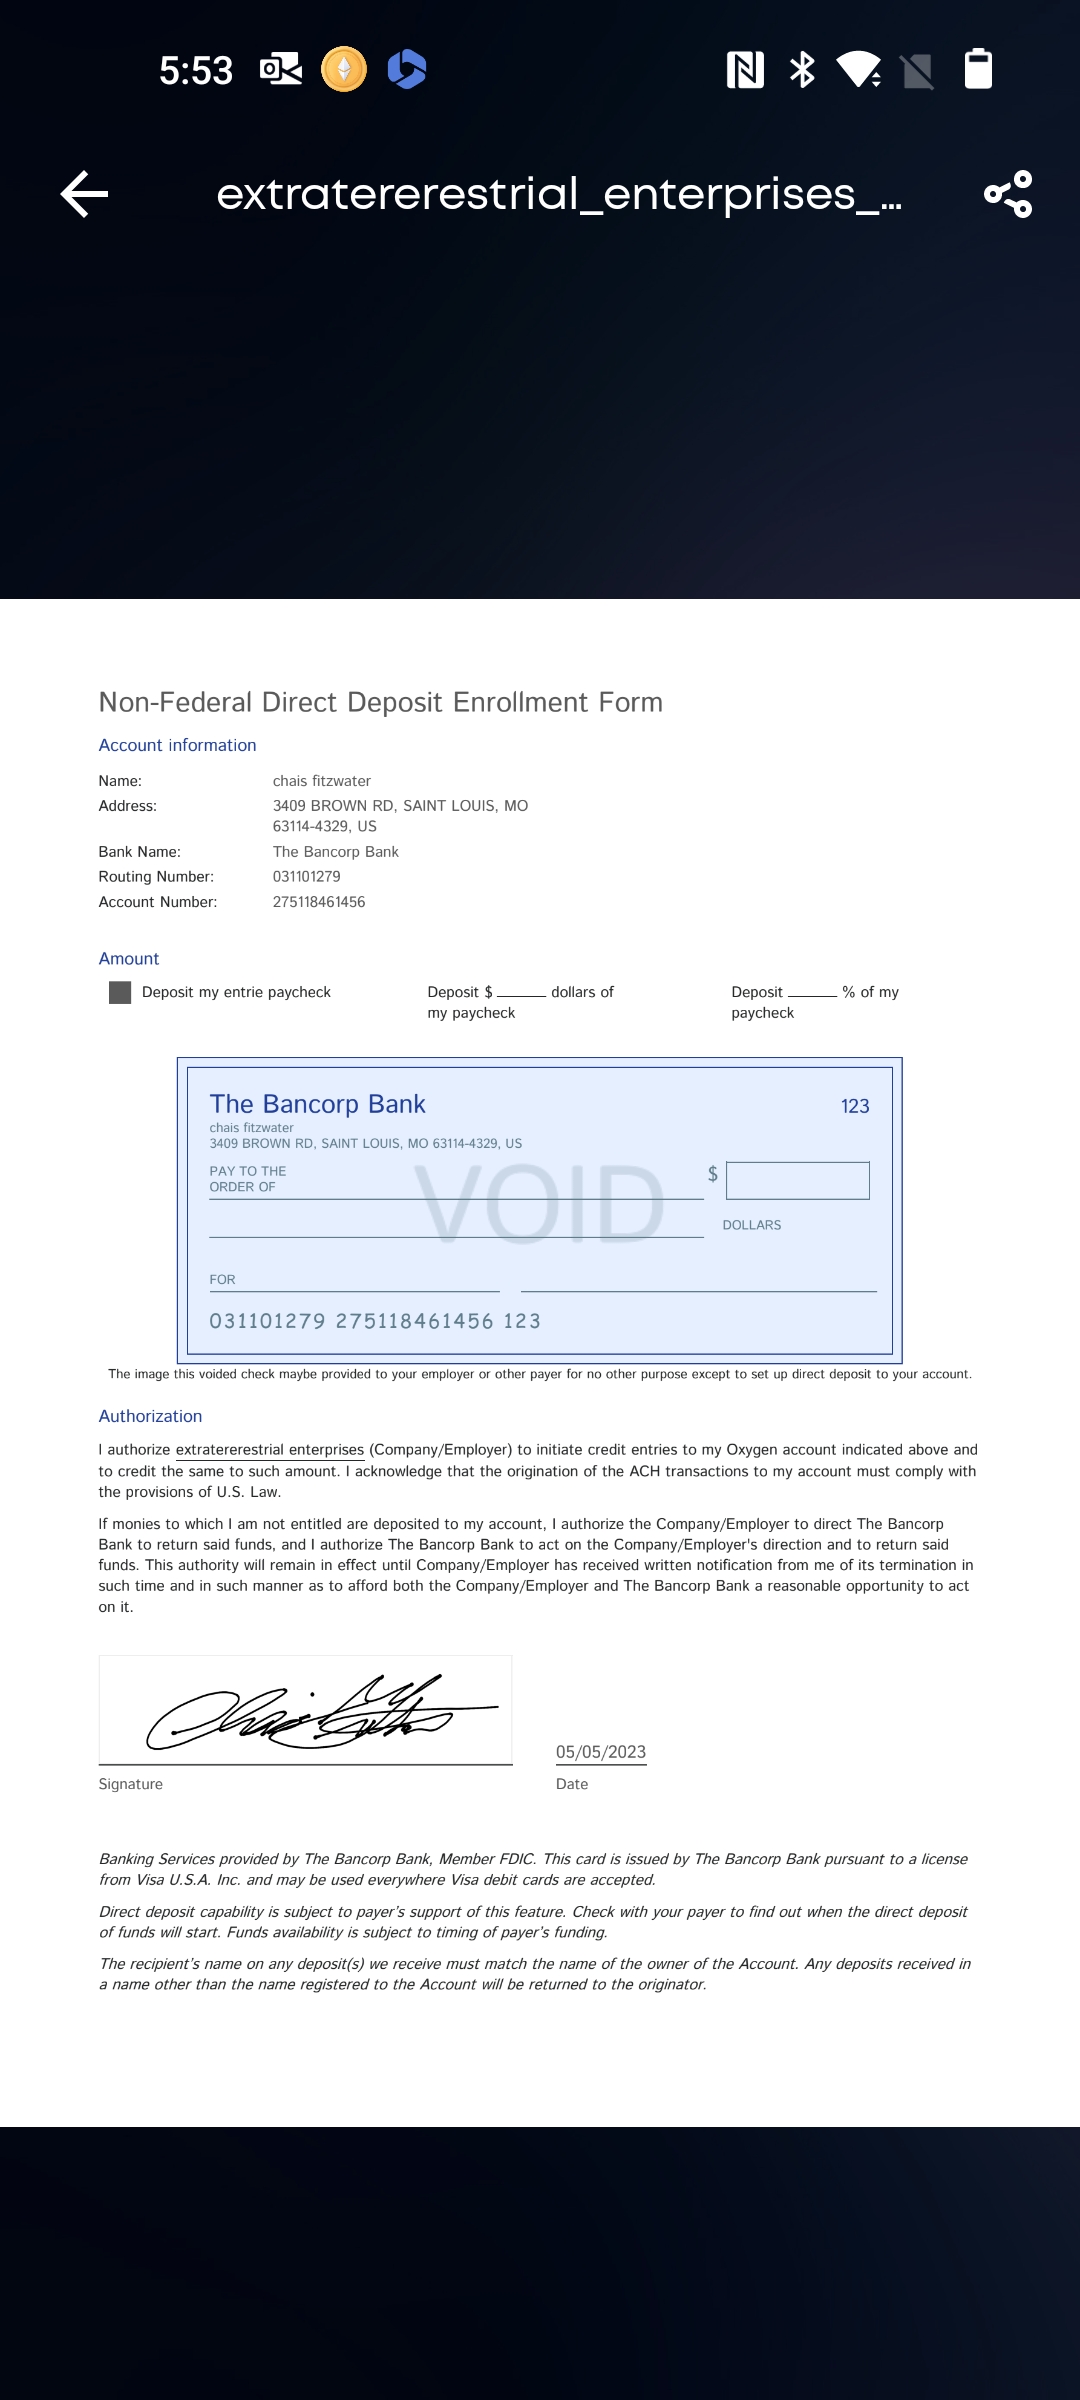 5:53
extratererestrial_enterprises_...
Non-Federal Direct Deposit Enrollment Form
Account information
Name: chais fitzwater
Address: 3409 BROWN RD, SAINT LOUIS, MO
63114-4329, US
Bank Name: The Bancorp Bank
Routing Number: 031101279
Account Number: 275118461456
Amount
Deposit my entrie paycheck Deposit $ ______ dollars of Deposit ______ % of my
my paycheck paycheck
The Bancorp Bank 123
chais fitzwater
3409 BROWN RD, SAINT LOUIS, MO 63114-4329, US
PAY TO THE $
ORDER OF
VOID
DOLLARS
FOR
031101279 275118461456 123
The image this voided check maybe provided to your employer or other payer for no other purpose except to set up direct deposit to your account.
Authorization
I authorize extratererestrial enterprises (Company/Employer) to initiate credit entries to my Oxygen account indicated above and
to credit the same to such amount. I acknowledge that the origination of the ACH transactions to my account must comply with
the provisions of U.S. Law.
If monies to which I am not entitled are deposited to my account, I authorize the Company/Employer to direct The Bancorp
Bank to return said funds, and I authorize The Bancorp Bank to act on the Company/Employer's direction and to return said
funds. This authority will remain in effect until Company/Employer has received written notification from me of its termination in
such time and in such manner as to afford both the Company/Employer and The Bancorp Bank a reasonable opportunity to act
on it.
Chais Fitzwater
05/05/2023
Signature Date
Banking Services provided by The Bancorp Bank, Member FDIC. This card is issued by The Bancorp Bank pursuant to a license
from Visa U.S.A. Inc. and may be used everywhere Visa debit cards are accepted.
Direct deposit capability is subject to payer's support of this feature. Check with your payer to find out when the direct deposit
of funds will start. Funds availability is subject to timing of payer's funding.
The recipient's name on any deposit(s) we receive must match the name of the owner of the Account. Any deposits received in
a name other than the name registered to the Account will be returned to the originator.